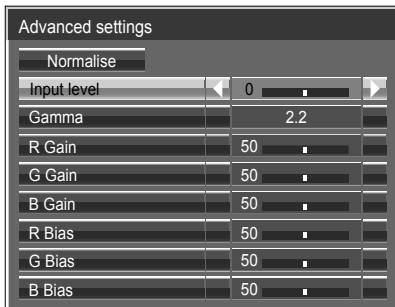 Advanced settings
Normalise
Input level 0
Gamma 2.2
R Gain 50
G Gain 50
B Gain 50
R Bias 50
G Bias 50
B Bias 50